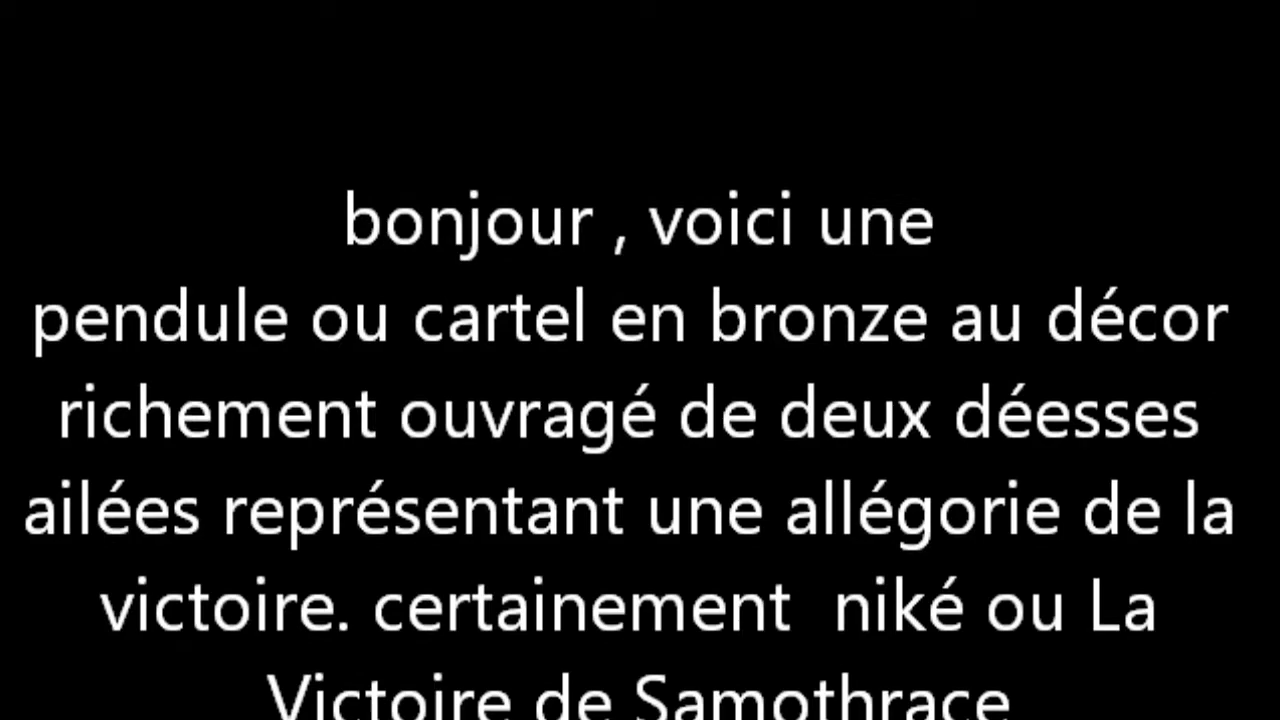 bonjour , voici une
pendule ou cartel en bronze au décor
richement ouvragé de deux déesses
ailées représentant une allégorie de la
victoire. certainement  niké ou La
Victoire de Samothrace